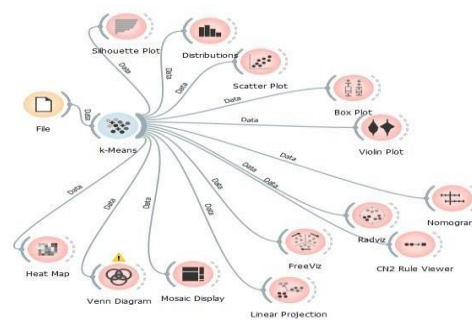 Silhouette Plot
Distributions
Data
Data
Scatter Plot
Data
Box Plot
Data
File
Data
k-Means
Data
Violin Plot
Data
Nomogram
Data
Data
Data
Data
Data
Data
Data
Radviz
CN2 Rule Viewer
FreeViz
Heat Map
Venn Diagram
Mosaic Display
Linear Projection